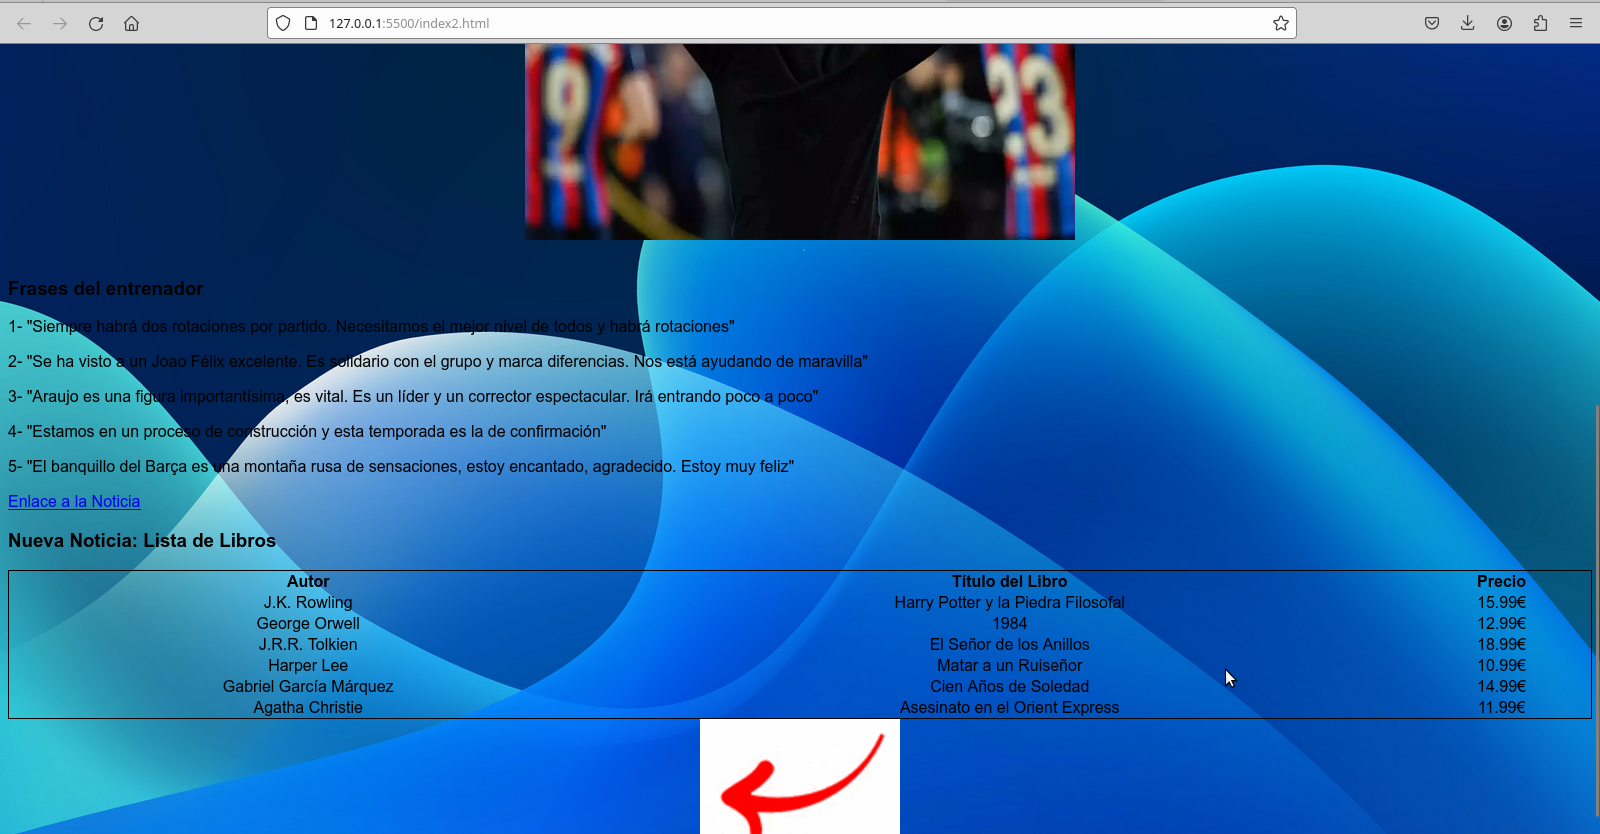 127.0.0.1:5500/index2.html
9
23
Frases del entrenador
1- "Siempre habrá dos rotaciones por partido. Necesitamos el mejor nivel de todos y habrá rotaciones"
2- "Se ha visto a un Joao Félix excelente. Es solidario con el grupo y marca diferencias. Nos está ayudando de maravilla"
3- "Araujo es una figura importantísima, es vital. Es un líder y un corrector espectacular. Irá entrando poco a poco"
4- "Estamos en un proceso de construcción y esta temporada es la de confirmación"
5- "El banquillo del Barça es una montaña rusa de sensaciones, estoy encantado, agradecido. Estoy muy feliz"
Enlace a la Noticia
Nueva Noticia: Lista de Libros
Autor Título del Libro Precio
J.K. Rowling Harry Potter y la Piedra Filosofal 15.99€
George Orwell 1984 12.99€
J.R.R. Tolkien El Señor de los Anillos 18.99€
Harper Lee Matar a un Ruiseñor 10.99€
Gabriel García Márquez Cien Años de Soledad 14.99€
Agatha Christie Asesinato en el Orient Express 11.99€